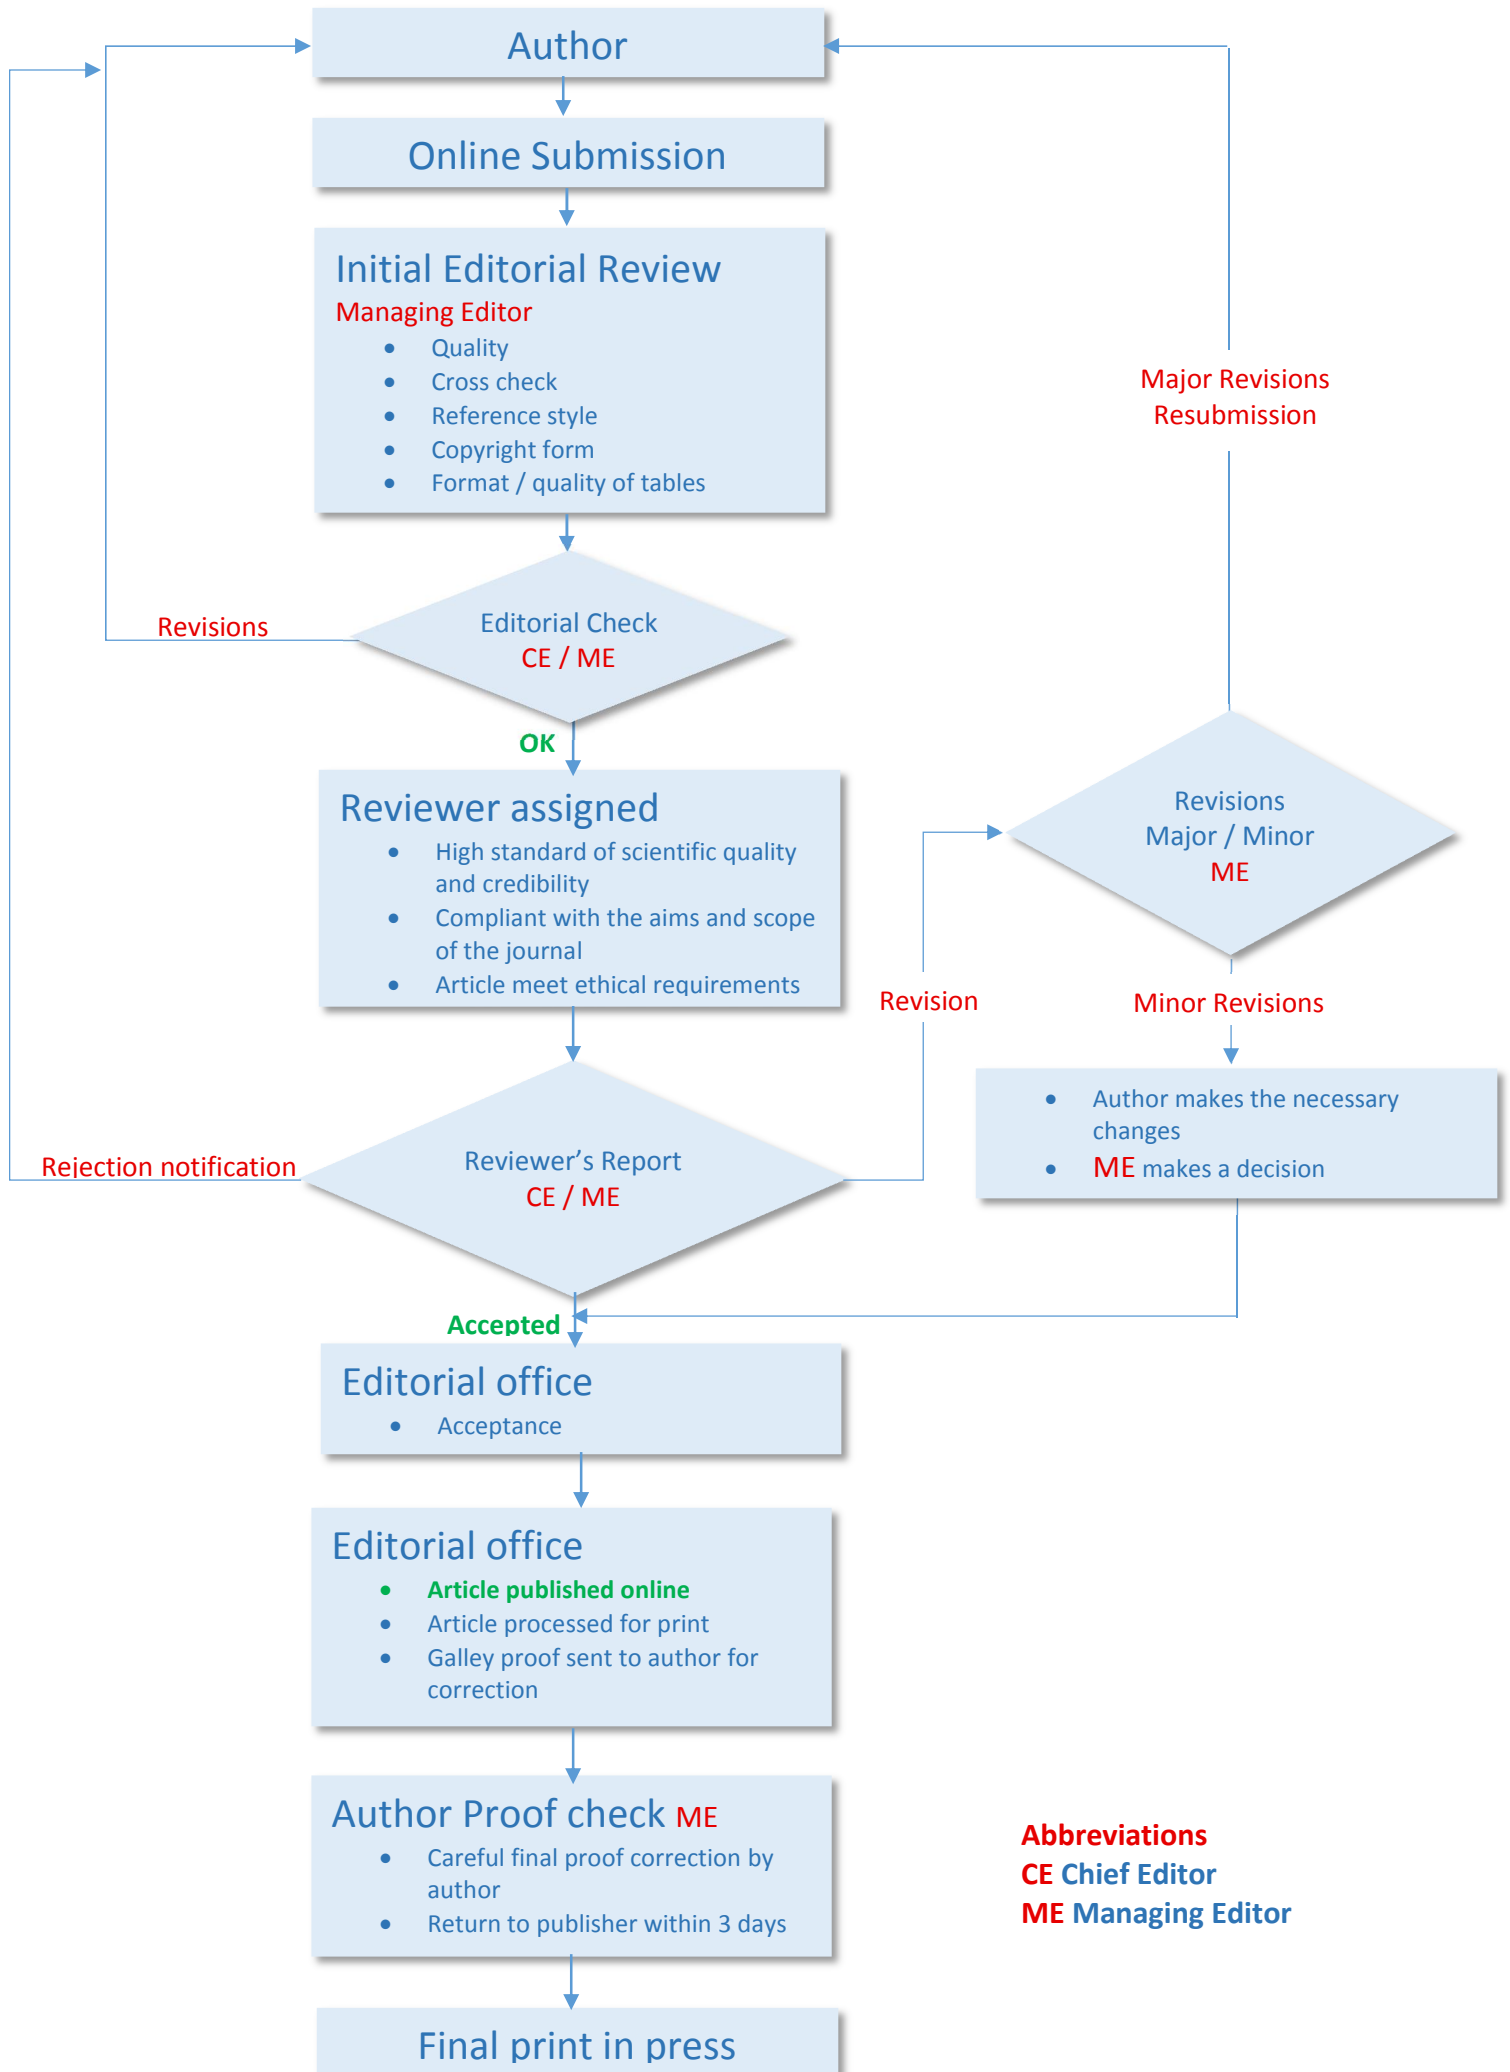 Author
Online Submission
Initial Editorial Review
Managing Editor
• Quality
• Cross check
• Reference style
• Copyright form
• Format / quality of tables
Major Revisions
Resubmission
Revisions
Editorial Check
CE / ME
OK
Reviewer assigned
• High standard of scientific quality
and credibility
• Compliant with the aims and scope
of the journal
• Article meet ethical requirements
Revisions
Major / Minor
ME
Revision
Minor Revisions
• Author makes the necessary
changes
• ME makes a decision
Rejection notification
Reviewer’s Report
CE / ME
Accepted
Editorial office
• Acceptance
Editorial office
• Article published online
• Article processed for print
• Galley proof sent to author for
correction
Author Proof check ME
• Careful final proof correction by
author
• Return to publisher within 3 days
Abbreviations
CE Chief Editor
ME Managing Editor
Final print in press